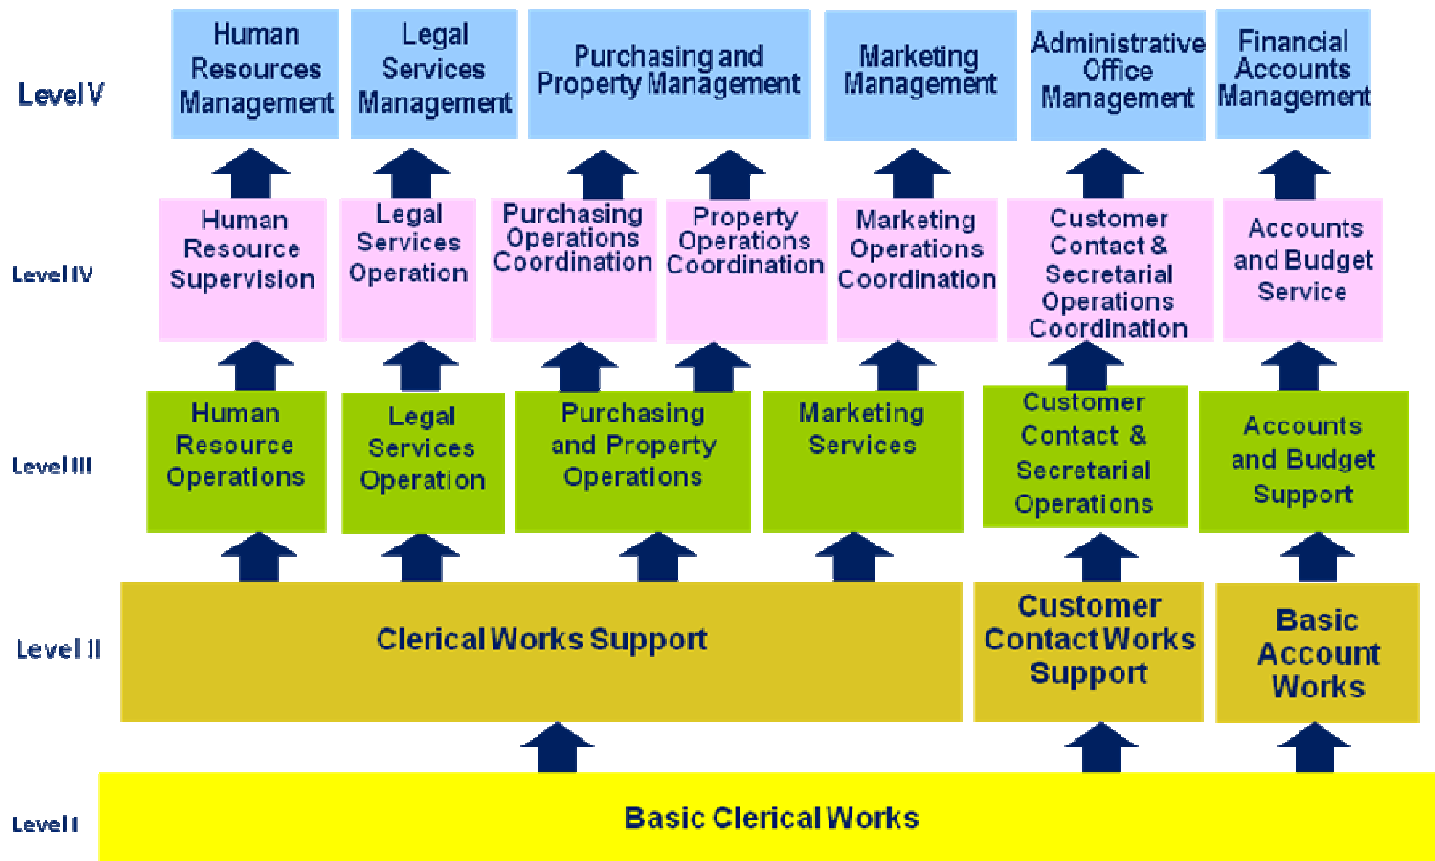 Level V
Human
Resources
Management
Legal
Services
Management
Purchasing and
Property Management
Marketing
Management
Administrative
Office
Management
Financial
Accounts
Management
Level IV
Human
Resource
Supervision
Legal
Services
Operation
Purchasing
Operations
Coordination
Property
Operations
Coordination
Marketing
Operations
Coordination
Customer
Contact &
Secretarial
Operations
Coordination
Accounts
and Budget
Service
Level III
Human
Resource
Operations
Legal
Services
Operation
Purchasing
and Property
Operations
Marketing
Services
Customer
Contact &
Secretarial
Operations
Accounts
and Budget
Support
Level II
Clerical Works Support
Customer
Contact Works
Support
Basic
Account
Works
Level I
Basic Clerical Works